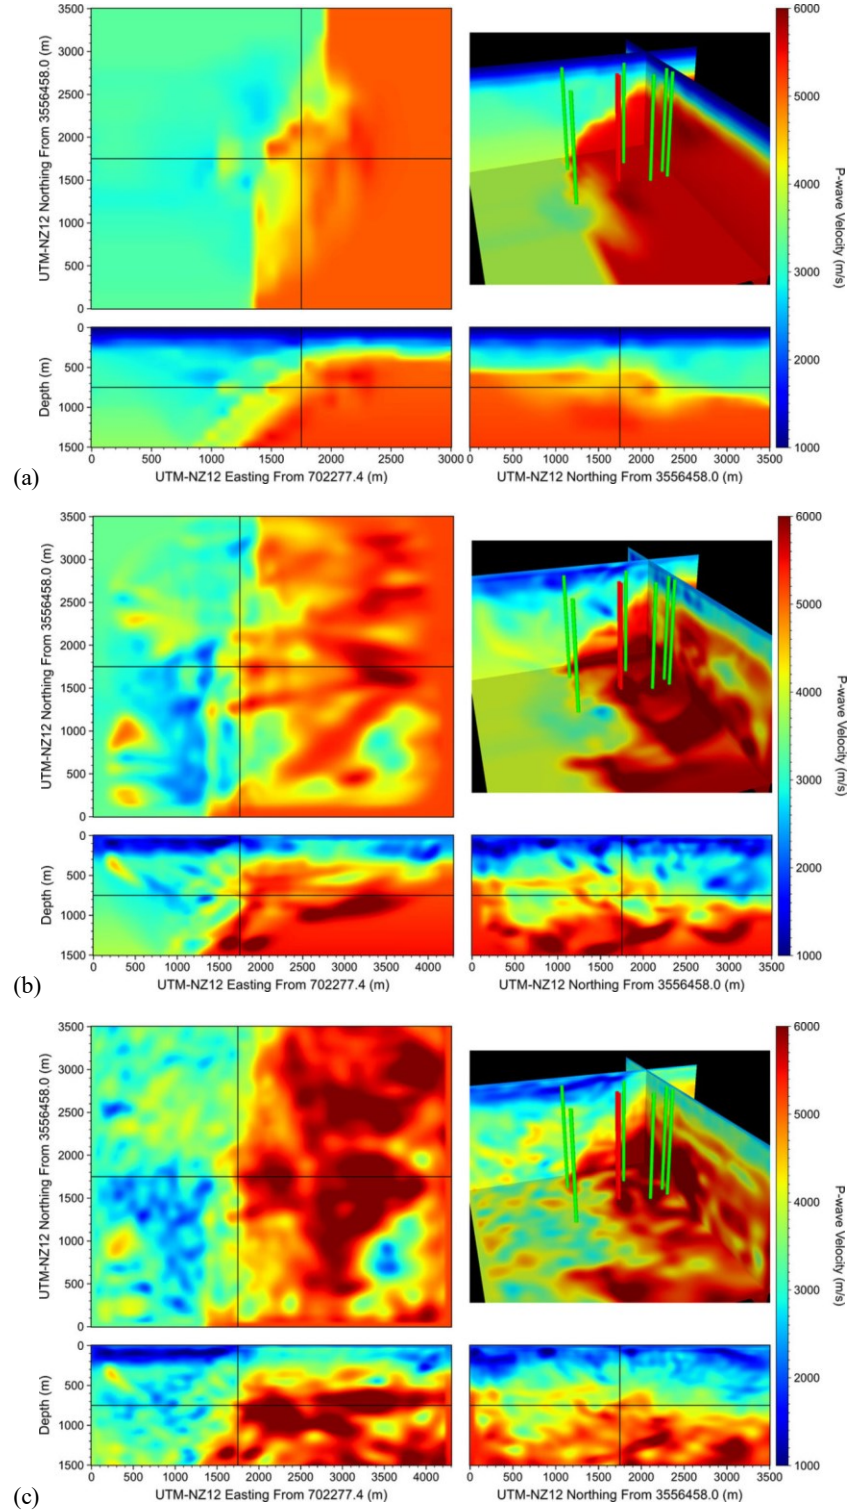 3500
3000
2500
2000
1500
1000
500
0
UTM-NZ12 Northing From 3556458.0 (m)
6000
5000
4000
3000
2000
1000
P-wave Velocity (m/s)
0
500
1000
1500
Depth (m)
0 500 1000 1500 2000 2500 3000
UTM-NZ12 Easting From 702277.4 (m)
0 500 1000 1500 2000 2500 3000 3500
UTM-NZ12 Northing From 3556458.0 (m)
(a)
3500
3000
2500
2000
1500
1000
500
0
UTM-NZ12 Northing From 3556458.0 (m)
6000
5000
4000
3000
2000
1000
P-wave Velocity (m/s)
0
500
1000
1500
Depth (m)
0 500 1000 1500 2000 2500 3000 3500 4000
UTM-NZ12 Easting From 702277.4 (m)
0 500 1000 1500 2000 2500 3000 3500
UTM-NZ12 Northing From 3556458.0 (m)
(b)
3500
3000
2500
2000
1500
1000
500
0
UTM-NZ12 Northing From 3556458.0 (m)
6000
5000
4000
3000
2000
1000
P-wave Velocity (m/s)
0
500
1000
1500
Depth (m)
0 500 1000 1500 2000 2500 3000 3500 4000
UTM-NZ12 Easting From 702277.4 (m)
0 500 1000 1500 2000 2500 3000 3500
UTM-NZ12 Northing From 3556458.0 (m)
(c)